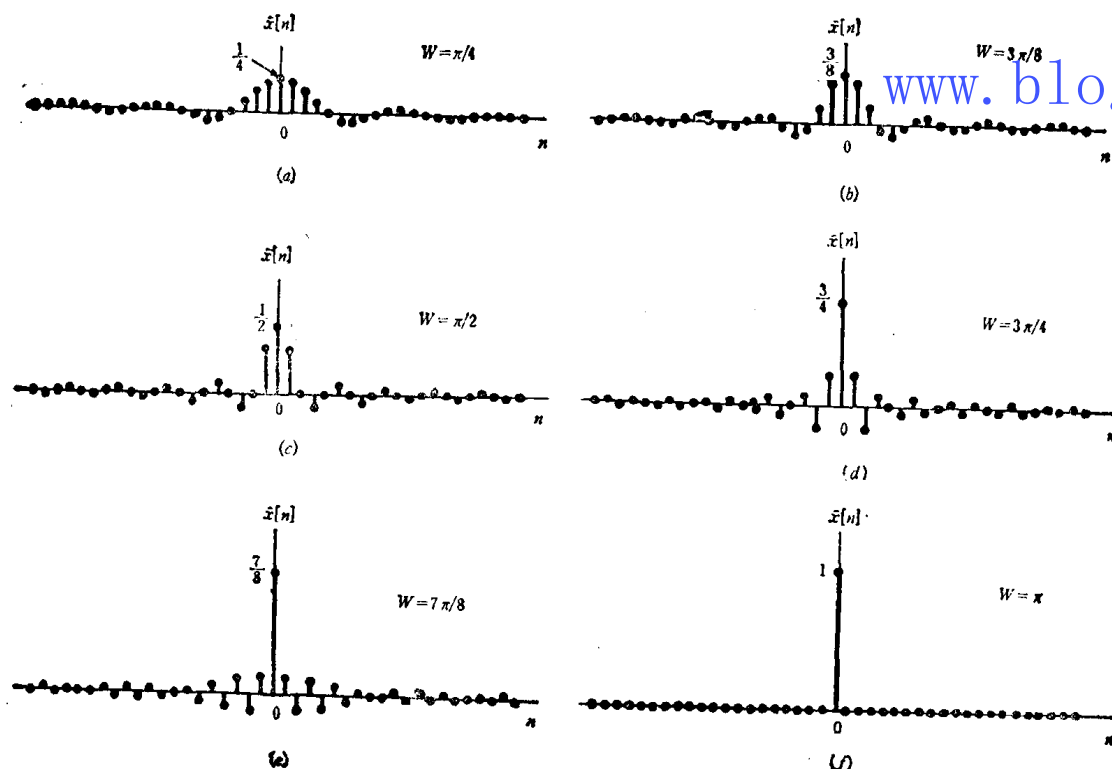 x̂[n]
1/4
W=π/4
0
n
(a)
x̂[n]
3/8
W=3π/8
www.blo.
0
n
(b)
x̂[n]
1/2
W=π/2
0
n
(c)
x̂[n]
3/4
W=3π/4
0
n
(d)
x̂[n]
7/8
W=7π/8
0
n
(e)
x̂[n]
1
W=π
0
n